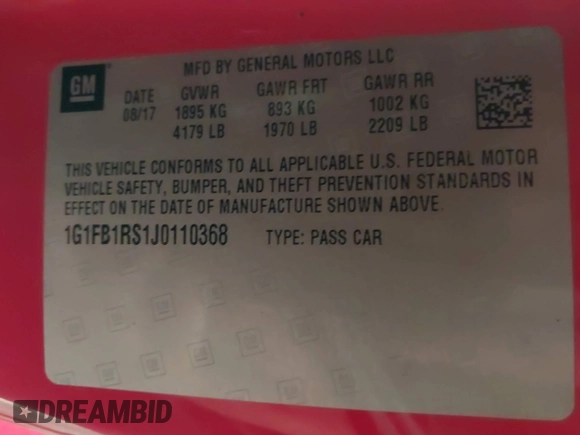 GM
MFD BY GENERAL MOTORS LLC
DATE GVWR GAWR FRT GAWR RR
08/17 1895 KG 893 KG 1002 KG
4179 LB 1970 LB 2209 LB
THIS VEHICLE CONFORMS TO ALL APPLICABLE U.S. FEDERAL MOTOR
VEHICLE SAFETY, BUMPER, AND THEFT PREVENTION STANDARDS IN
EFFECT ON THE DATE OF MANUFACTURE SHOWN ABOVE.
1G1FB1RS1J0110368 TYPE: PASS CAR
DREAMBID